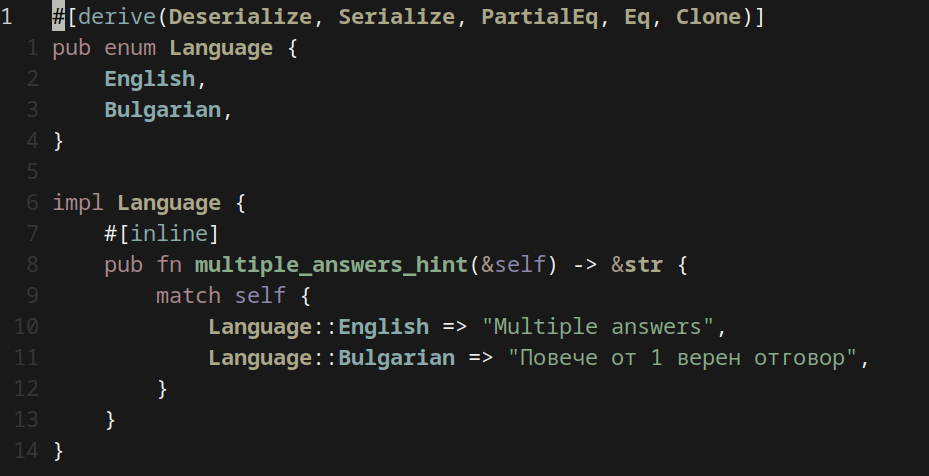 1 #[derive(Deserialize, Serialize, PartialEq, Eq, Clone)]
1 pub enum Language {
2     English,
3     Bulgarian,
4 }
5
6 impl Language {
7     #[inline]
8     pub fn multiple_answers_hint(&self) -> &str {
9         match self {
10             Language::English => "Multiple answers",
11             Language::Bulgarian => "Повече от 1 верен отговор",
12         }
13     }
14 }